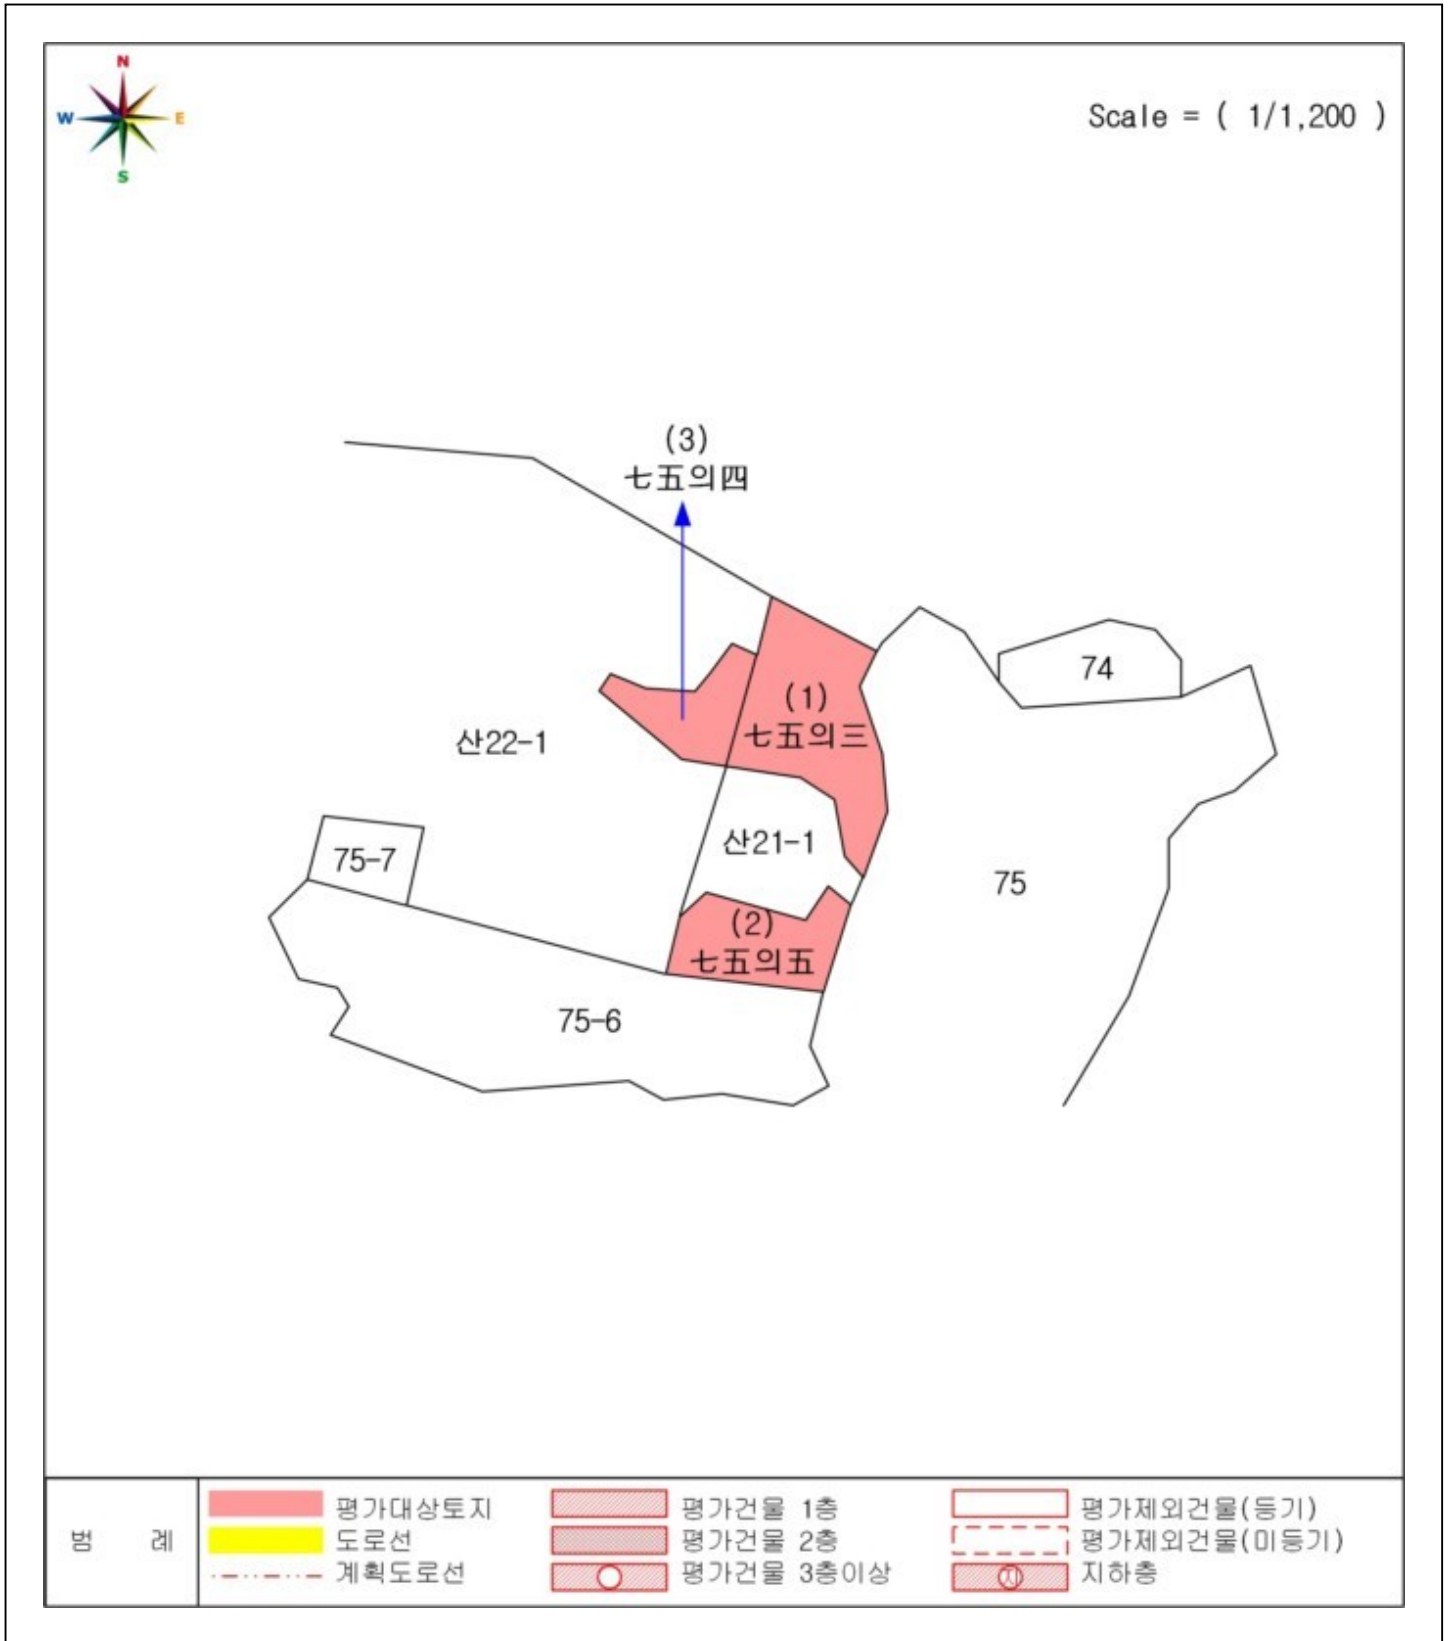 N
W E
S
Scale = ( 1/1,200 )
(3)
七五의四
74
(1)
七五의三
산22-1
산21-1
75-7
75
(2)
七五의五
75-6
범 례
평가대상토지
도로선
계획도로선
평가건물 1층
평가건물 2층
평가건물 3층이상
평가제외건물(등기)
평가제외건물(미등기)
지
지하층